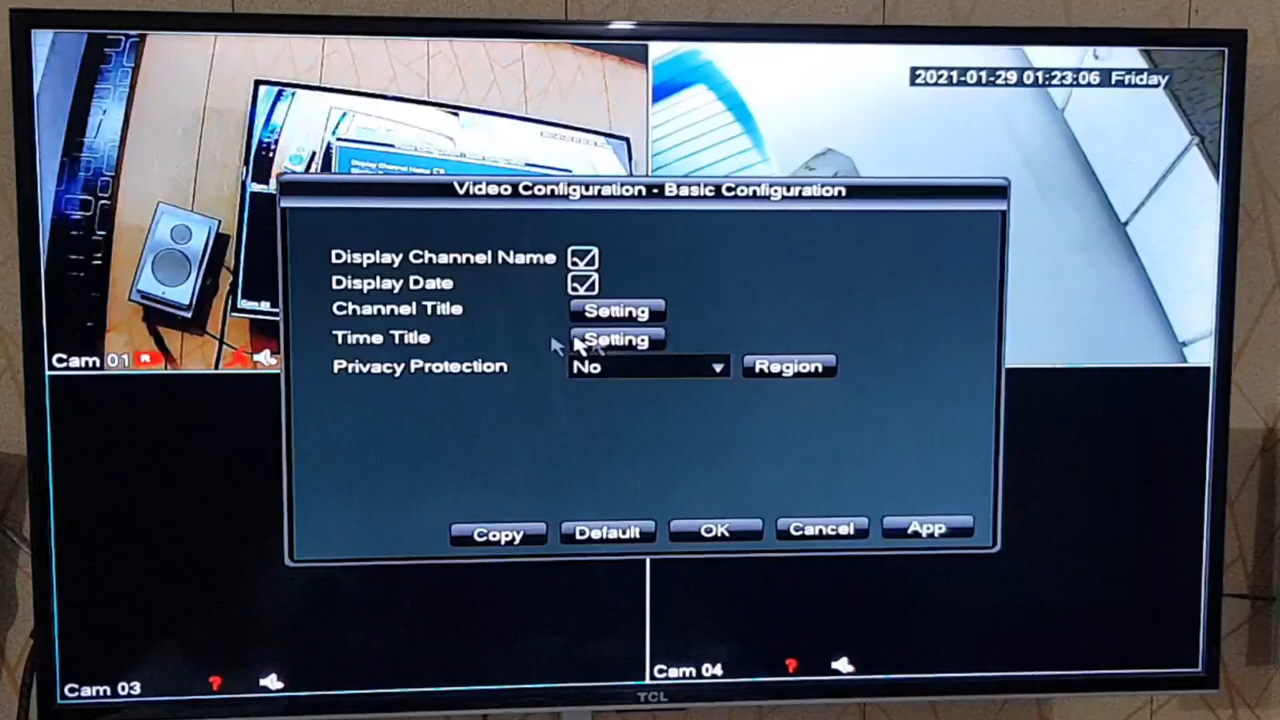 2021-01-29 01:23:06 Friday
Video Configuration - Basic Configuration
Display Channel Name
Display Date
Channel Title Setting
Time Title Setting
Privacy Protection No Region
Copy Default OK Cancel App
Cam 01 R
Cam 03 ?
Cam 04 ?
TCL